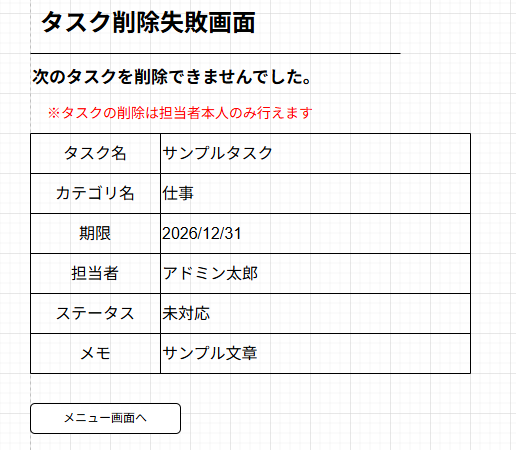 タスク削除失敗画面
次のタスクを削除できませんでした。
※タスクの削除は担当者本人のみ行えます
タスク名 サンプルタスク
カテゴリ名 仕事
期限 2026/12/31
担当者 アドミン太郎
ステータス 未対応
メモ サンプル文章
メニュー画面へ